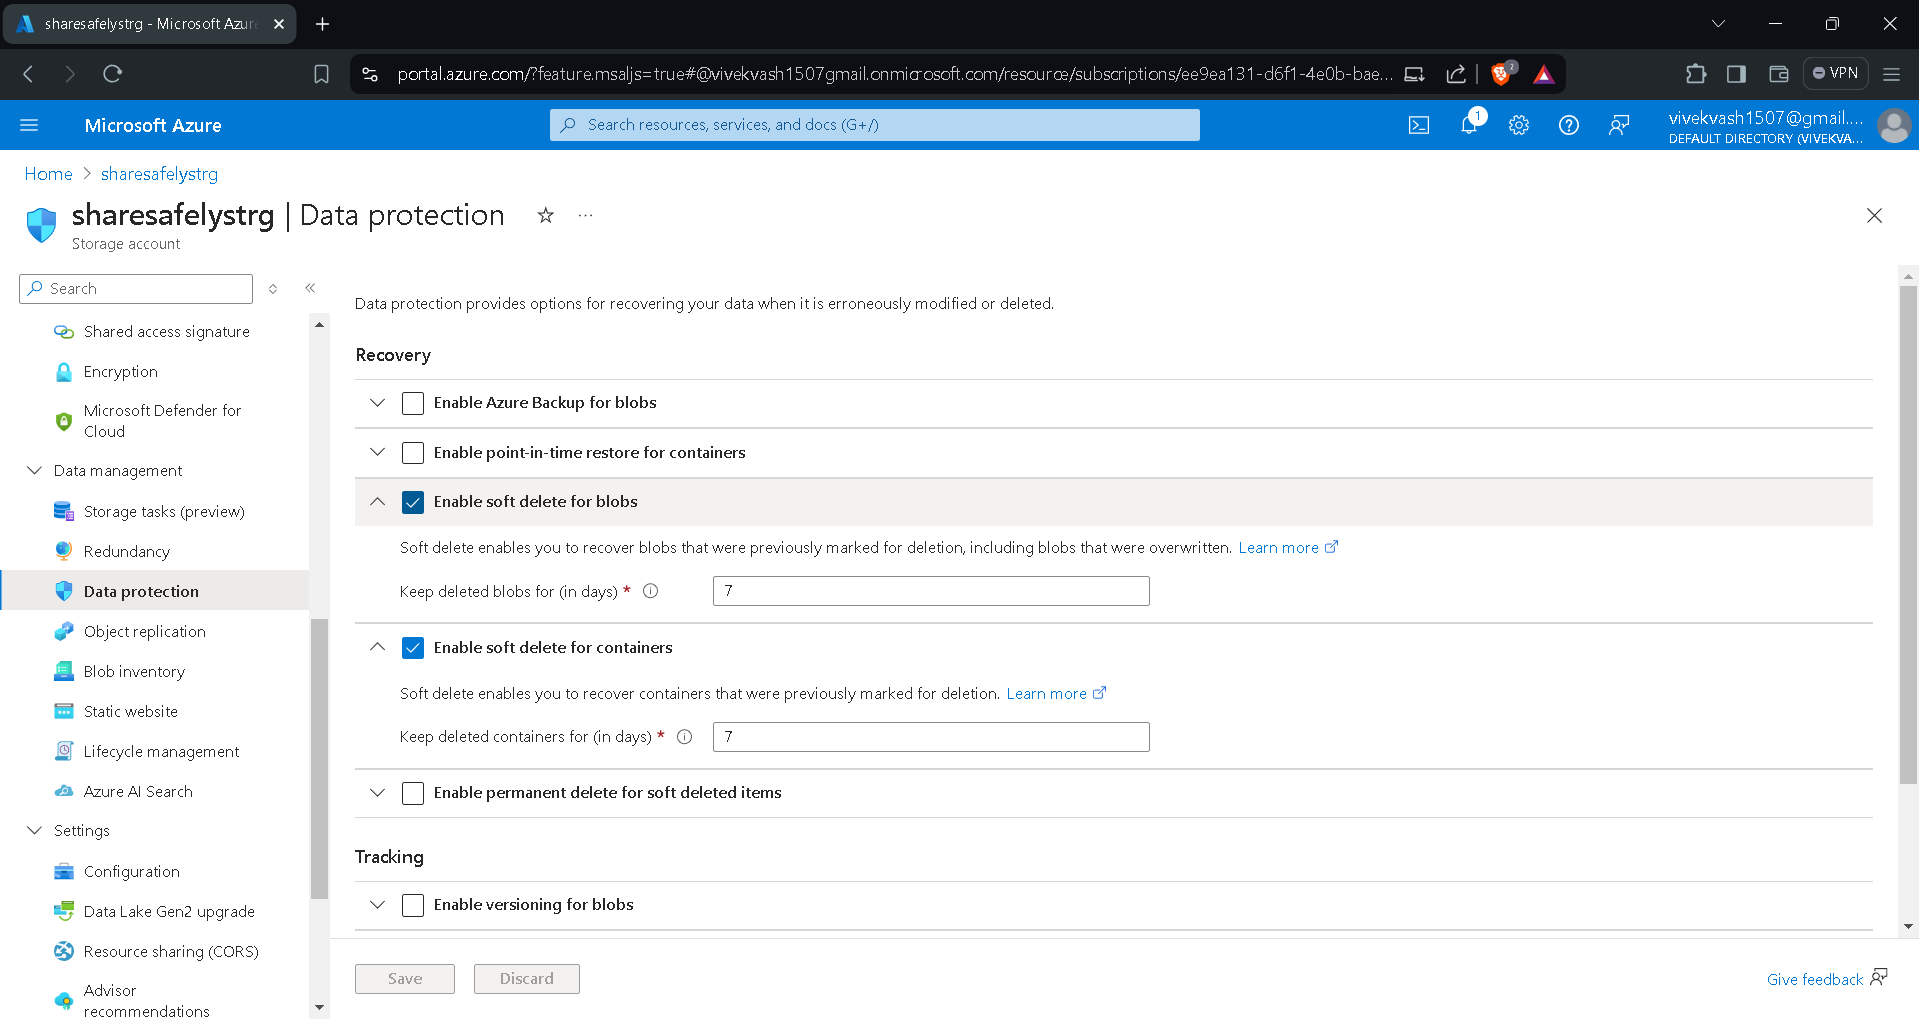 sharesafelystrg - Microsoft Azur
portal.azure.com/?feature.msaljs=true#@vivekvash1507gmail.onmicrosoft.com/resource/subscriptions/ee9ea131-d6f1-4e0b-bae...
2
VPN
Microsoft Azure
Search resources, services, and docs (G+/)
1
vivekvash1507@gmail....
DEFAULT DIRECTORY (VIVEKVA...
Home > sharesafelystrg
sharesafelystrg | Data protection
Storage account
Search
Shared access signature
Encryption
Microsoft Defender for
Cloud
Data management
Storage tasks (preview)
Redundancy
Data protection
Object replication
Blob inventory
Static website
Lifecycle management
Azure AI Search
Settings
Configuration
Data Lake Gen2 upgrade
Resource sharing (CORS)
Advisor
recommendations
Data protection provides options for recovering your data when it is erroneously modified or deleted.
Recovery
Enable Azure Backup for blobs
Enable point-in-time restore for containers
Enable soft delete for blobs
Soft delete enables you to recover blobs that were previously marked for deletion, including blobs that were overwritten. Learn more
Keep deleted blobs for (in days) * 7
Enable soft delete for containers
Soft delete enables you to recover containers that were previously marked for deletion. Learn more
Keep deleted containers for (in days) * 7
Enable permanent delete for soft deleted items
Tracking
Enable versioning for blobs
Save Discard
Give feedback